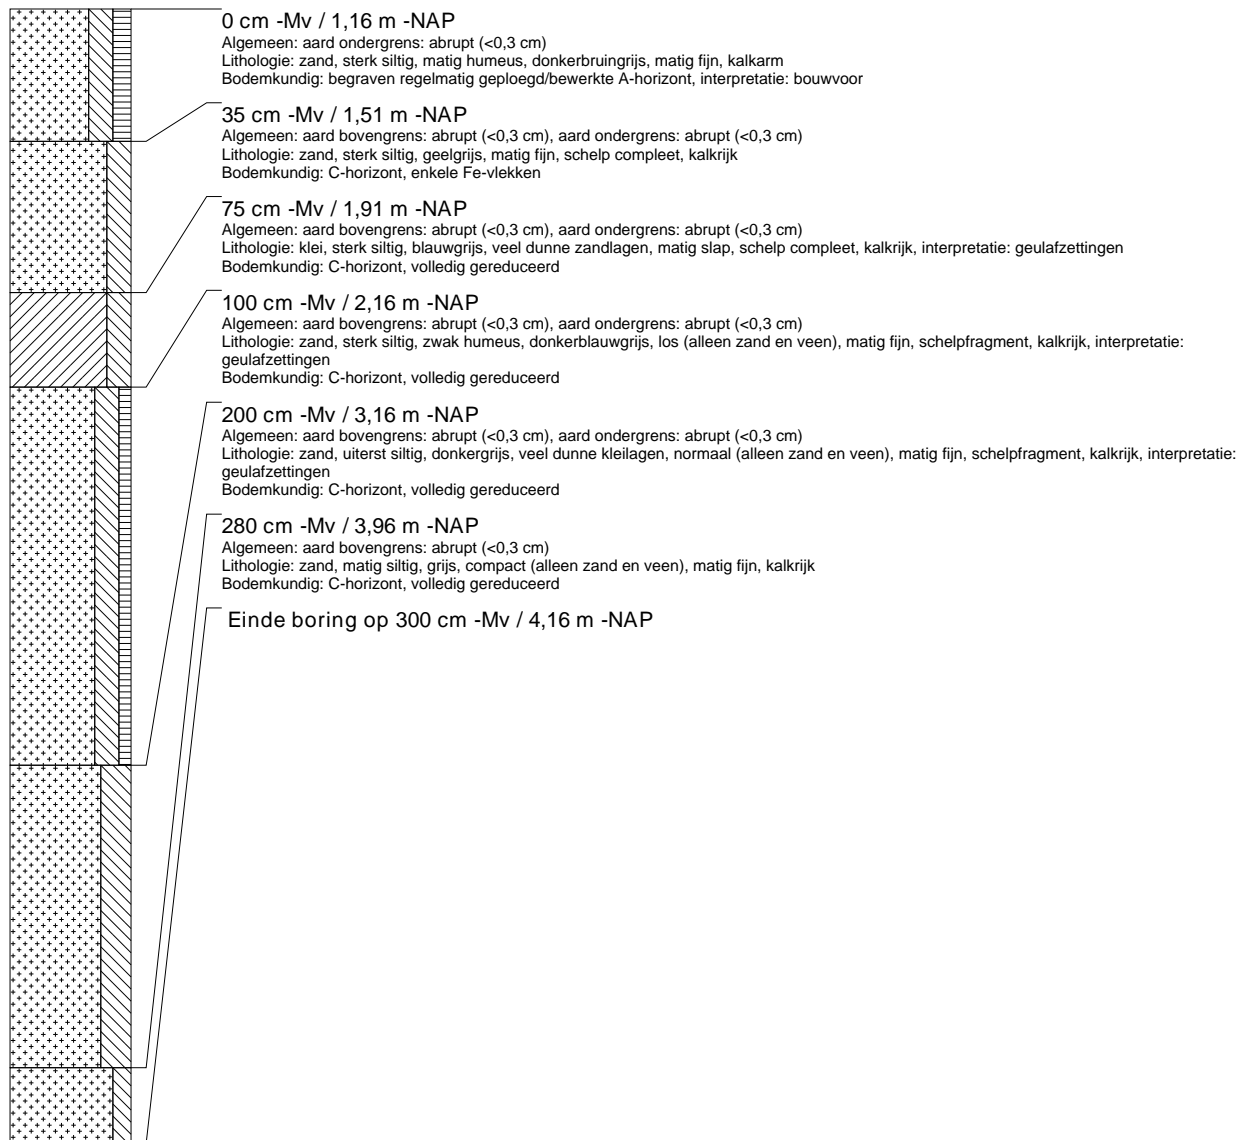 0 cm -Mv / 1,16 m -NAP
Algemeen: aard ondergrens: abrupt (<0,3 cm)
Lithologie: zand, sterk siltig, matig humeus, donkerbruingrijs, matig fijn, kalkarm
Bodemkundig: begraven regelmatig geploegd/bewerkte A-horizont, interpretatie: bouwvoor
35 cm -Mv / 1,51 m -NAP
Algemeen: aard bovengrens: abrupt (<0,3 cm), aard ondergrens: abrupt (<0,3 cm)
Lithologie: zand, sterk siltig, geelgrijs, matig fijn, schelp compleet, kalkrijk
Bodemkundig: C-horizont, enkele Fe-vlekken
75 cm -Mv / 1,91 m -NAP
Algemeen: aard bovengrens: abrupt (<0,3 cm), aard ondergrens: abrupt (<0,3 cm)
Lithologie: klei, sterk siltig, blauwgrijs, veel dunne zandlagen, matig slap, schelp compleet, kalkrijk, interpretatie: geulafzettingen
Bodemkundig: C-horizont, volledig gereduceerd
100 cm -Mv / 2,16 m -NAP
Algemeen: aard bovengrens: abrupt (<0,3 cm), aard ondergrens: abrupt (<0,3 cm)
Lithologie: zand, sterk siltig, zwak humeus, donkerblauwgrijs, los (alleen zand en veen), matig fijn, schelpfragment, kalkrijk, interpretatie:
geulafzettingen
Bodemkundig: C-horizont, volledig gereduceerd
200 cm -Mv / 3,16 m -NAP
Algemeen: aard bovengrens: abrupt (<0,3 cm), aard ondergrens: abrupt (<0,3 cm)
Lithologie: zand, uiterst siltig, donkergrijs, veel dunne kleilagen, normaal (alleen zand en veen), matig fijn, schelpfragment, kalkrijk, interpretatie:
geulafzettingen
Bodemkundig: C-horizont, volledig gereduceerd
280 cm -Mv / 3,96 m -NAP
Algemeen: aard bovengrens: abrupt (<0,3 cm)
Lithologie: zand, matig siltig, grijs, compact (alleen zand en veen), matig fijn, kalkrijk
Bodemkundig: C-horizont, volledig gereduceerd
Einde boring op 300 cm -Mv / 4,16 m -NAP